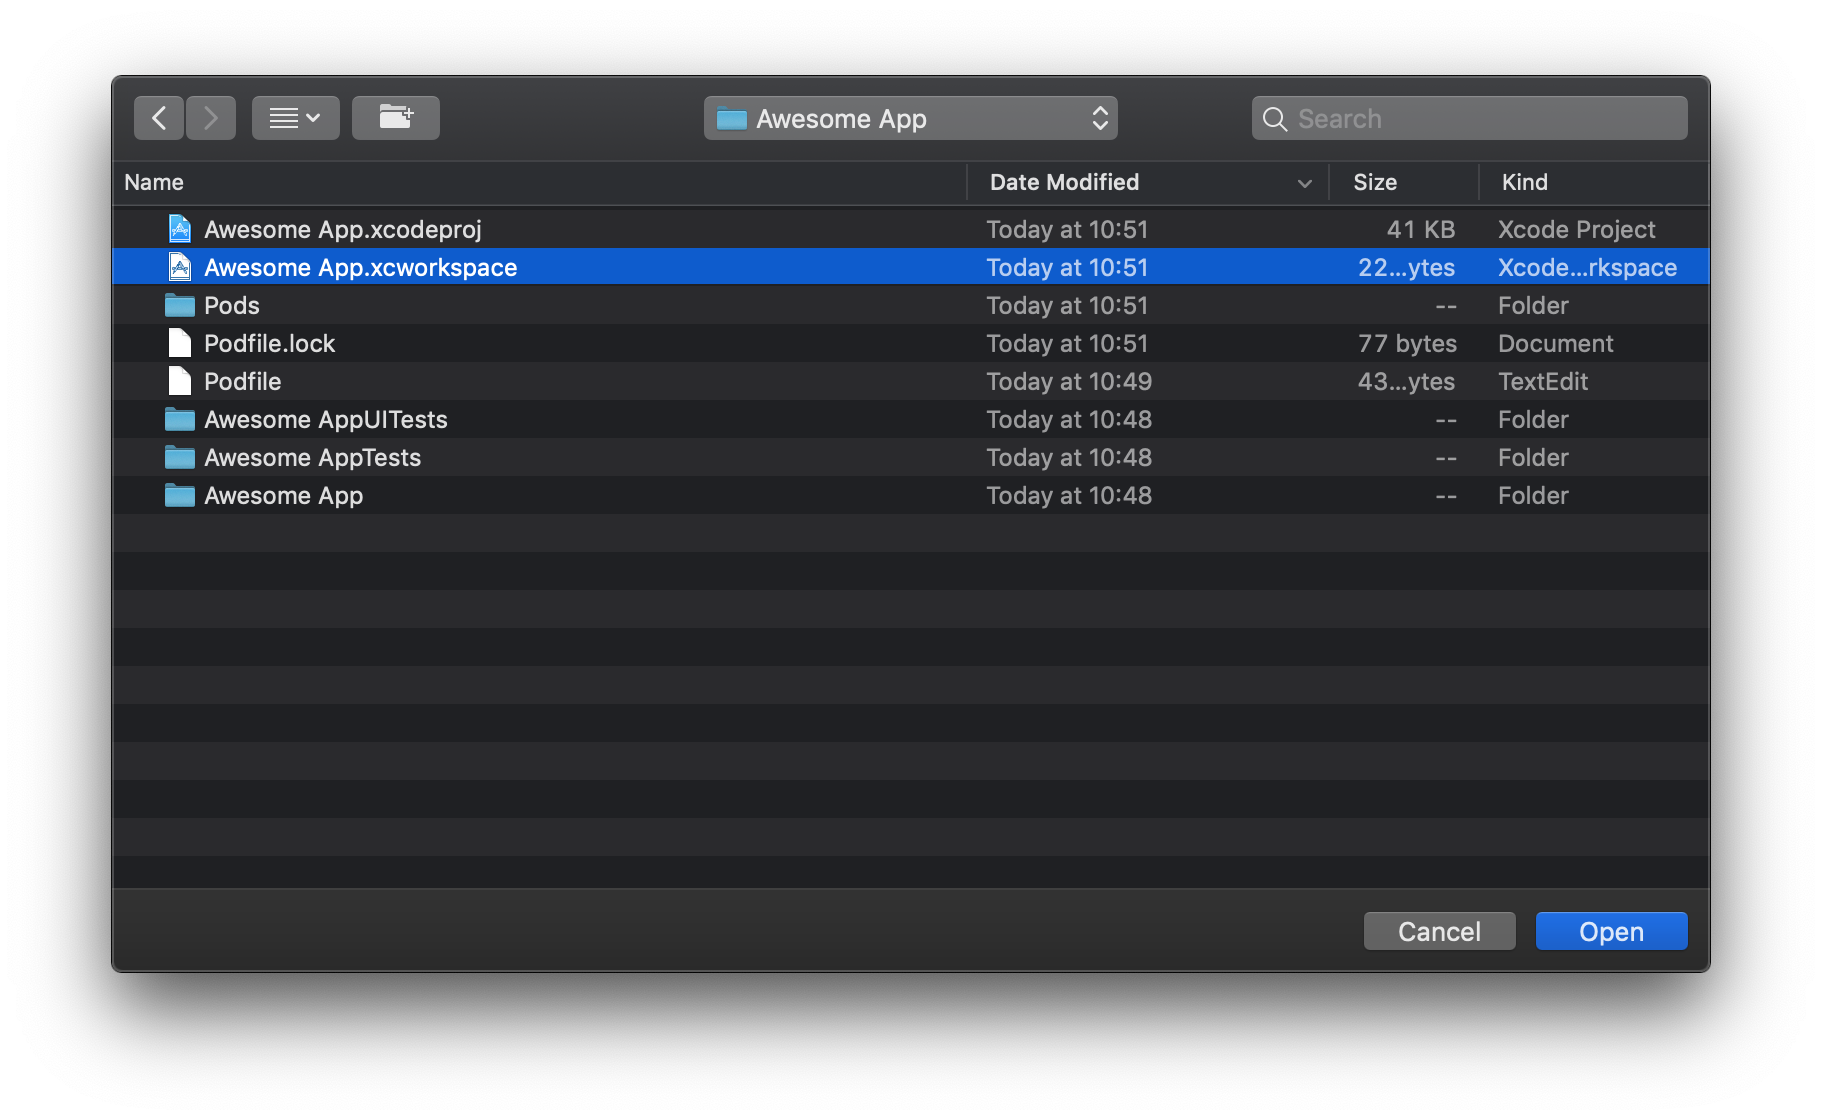 Awesome App
Search
Name Date Modified Size Kind
Awesome App.xcodeproj Today at 10:51 41 KB Xcode Project
Awesome App.xcworkspace Today at 10:51 22...ytes Xcode...rkspace
Pods Today at 10:51 -- Folder
Podfile.lock Today at 10:51 77 bytes Document
Podfile Today at 10:49 43...ytes TextEdit
Awesome AppUITests Today at 10:48 -- Folder
Awesome AppTests Today at 10:48 -- Folder
Awesome App Today at 10:48 -- Folder
Cancel Open